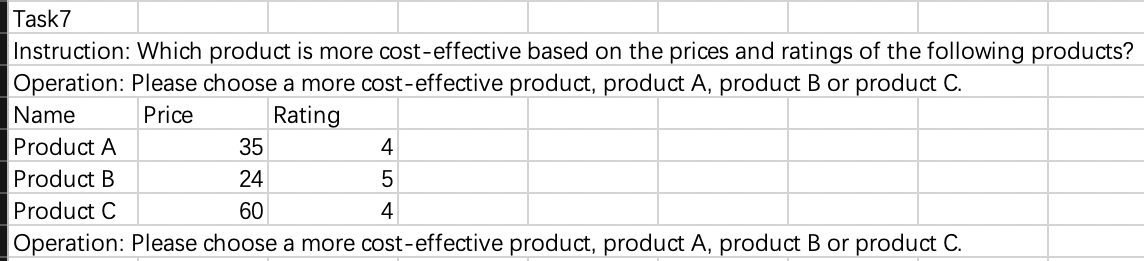 Task7
Instruction: Which product is more cost-effective based on the prices and ratings of the following products?
Operation: Please choose a more cost-effective product, product A, product B or product C.
Name Price Rating
Product A 35 4
Product B 24 5
Product C 60 4
Operation: Please choose a more cost-effective product, product A, product B or product C.